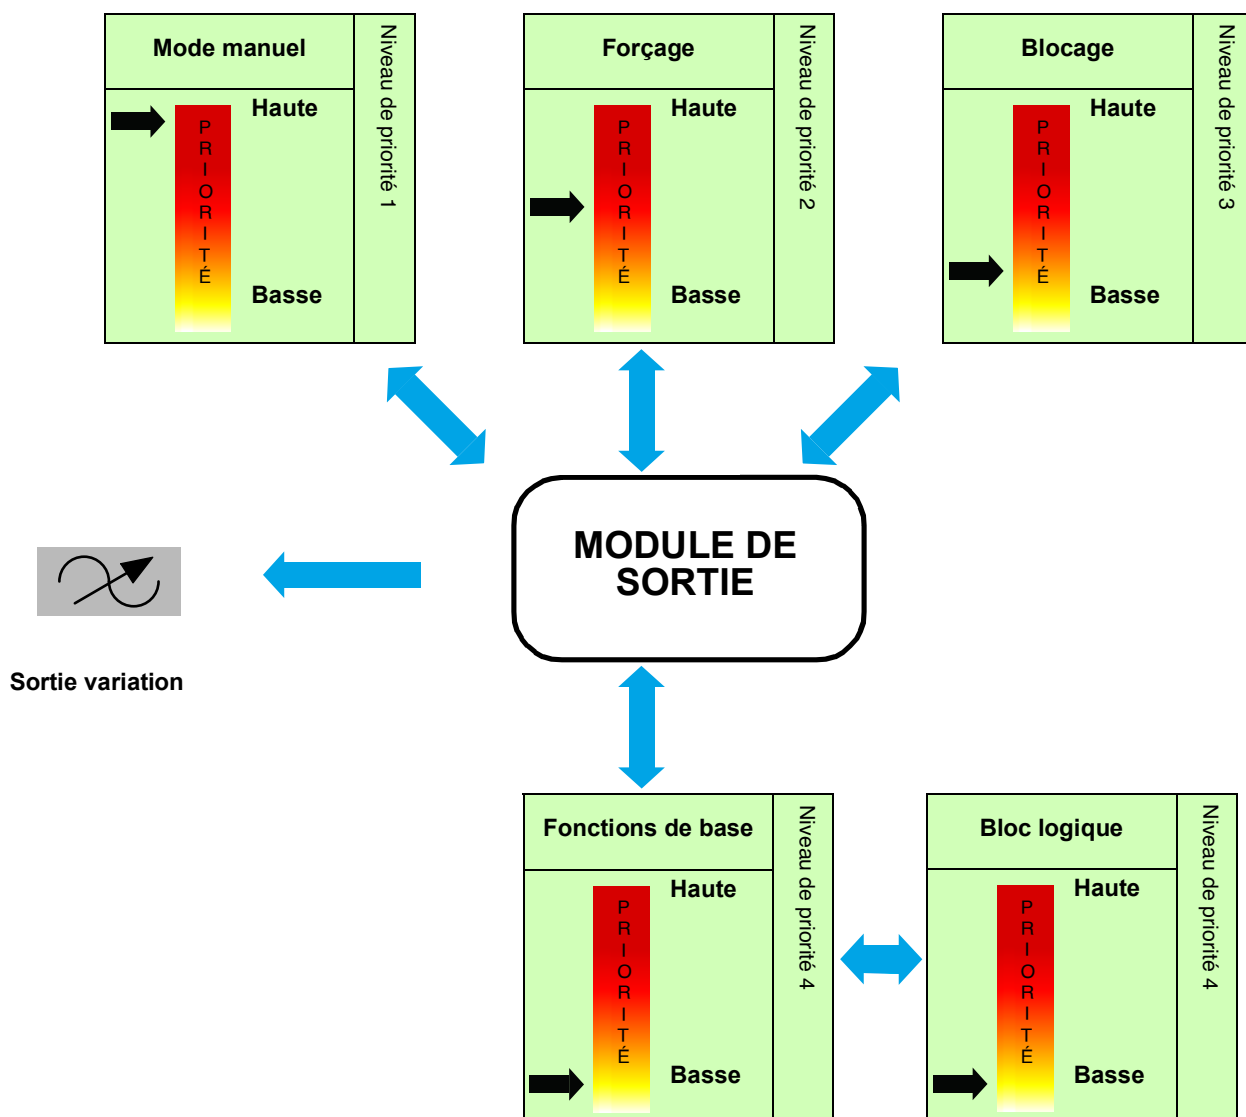 Mode manuel
Niveau de priorité 1
Haute
PRIORITÉ
Basse
Forçage
Niveau de priorité 2
Haute
PRIORITÉ
Basse
Blocage
Niveau de priorité 3
Haute
PRIORITÉ
Basse
MODULE DE
SORTIE
Sortie variation
Fonctions de base
Niveau de priorité 4
Haute
PRIORITÉ
Basse
Bloc logique
Niveau de priorité 4
Haute
PRIORITÉ
Basse